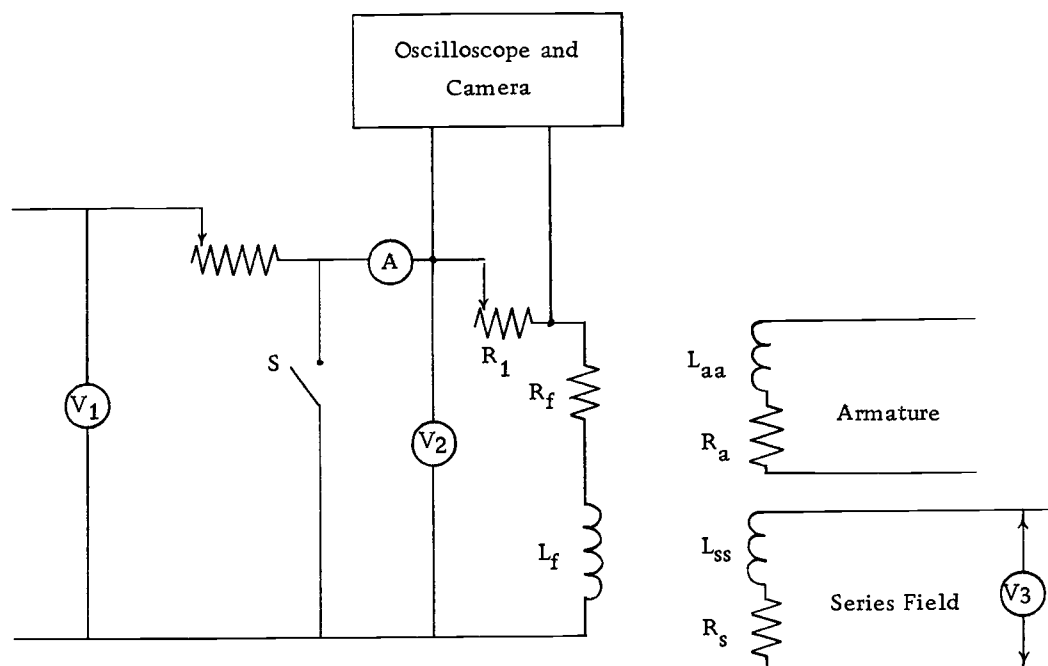 Oscilloscope and
Camera
A
S
R1
Rf
V1
V2
Lf
Laa
Ra
Armature
Lss
Rs
Series Field
V3